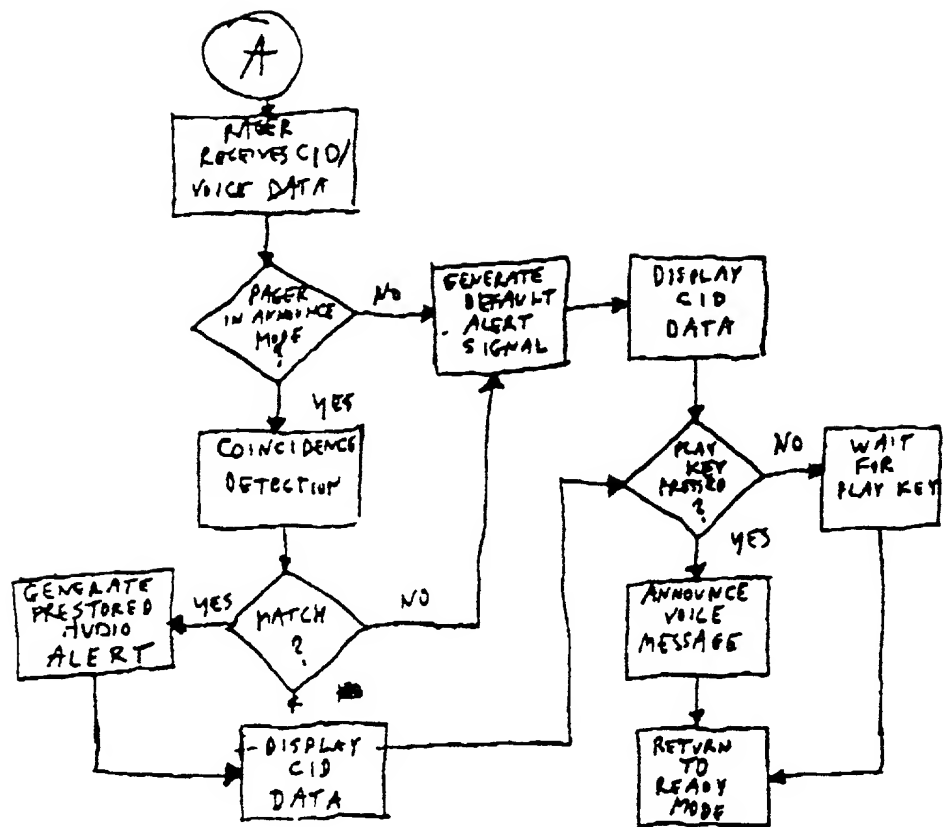 A
PAGER
RECEIVES CID/
VOICE DATA
PAGER
IN ANNOUNCE
MODE
?
NO
YES
GENERATE
DEFAULT
ALERT
SIGNAL
DISPLAY
CID
DATA
COINCIDENCE
DETECTION
PLAY
KEY
PRESSED
?
NO
YES
WAIT
FOR
PLAY KEY
MATCH
?
YES
NO
GENERATE
PRESTORED
AUDIO
ALERT
ANNOUNCE
VOICE
MESSAGE
DISPLAY
CID
DATA
RETURN
TO
READY
MODE